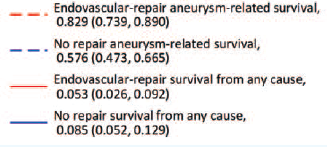 Endovascular-repair aneurysm-related survival,
0.829 (0.739, 0.890)
No repair aneurysm-related survival,
0.576 (0.473, 0.665)
Endovascular-repair survival from any cause,
0.053 (0.026, 0.092)
No repair survival from any cause,
0.085 (0.052, 0.129)